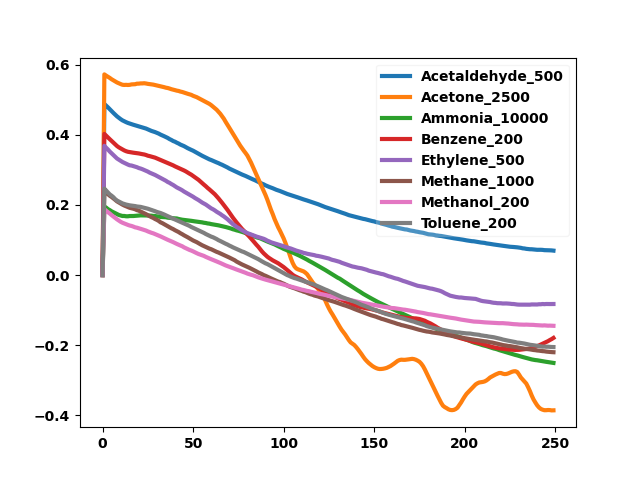 0.6
0.4
0.2
0.0
−0.2
−0.4
0
50
100
150
200
250
Acetaldehyde_500
Acetone_2500
Ammonia_10000
Benzene_200
Ethylene_500
Methane_1000
Methanol_200
Toluene_200